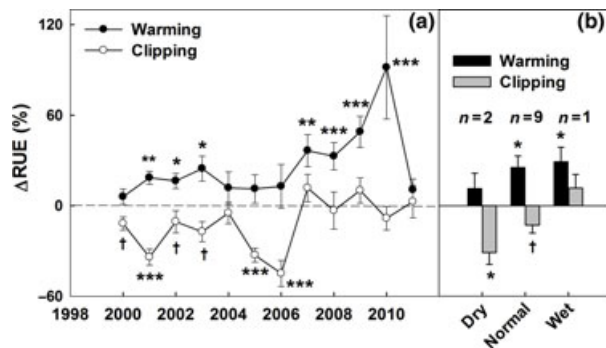 120
60
0
−60
ΔRUE (%)
Warming
Clipping
(a)
** * * ** *** *** ***
† *** † † *** ***
1998 2000 2002 2004 2006 2008 2010
(b)
Warming
Clipping
n=2 n=9 n=1
* *
* †
Dry Normal Wet